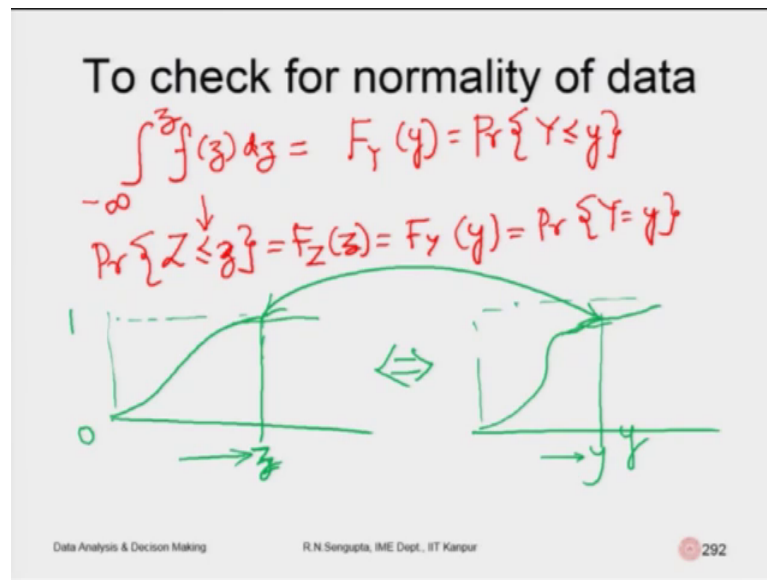 To check for normality of data
∫_{-∞}^{z} f(z) dz = F_Y (y) = Pr{Y ≤ y}
↓
Pr{Z ≤ z} = F_Z(z) = F_Y (y) = Pr{Y = y}
1
⇔
0
→ z
→ y y
Data Analysis & Decison Making R.N.Sengupta, IME Dept., IIT Kanpur 292